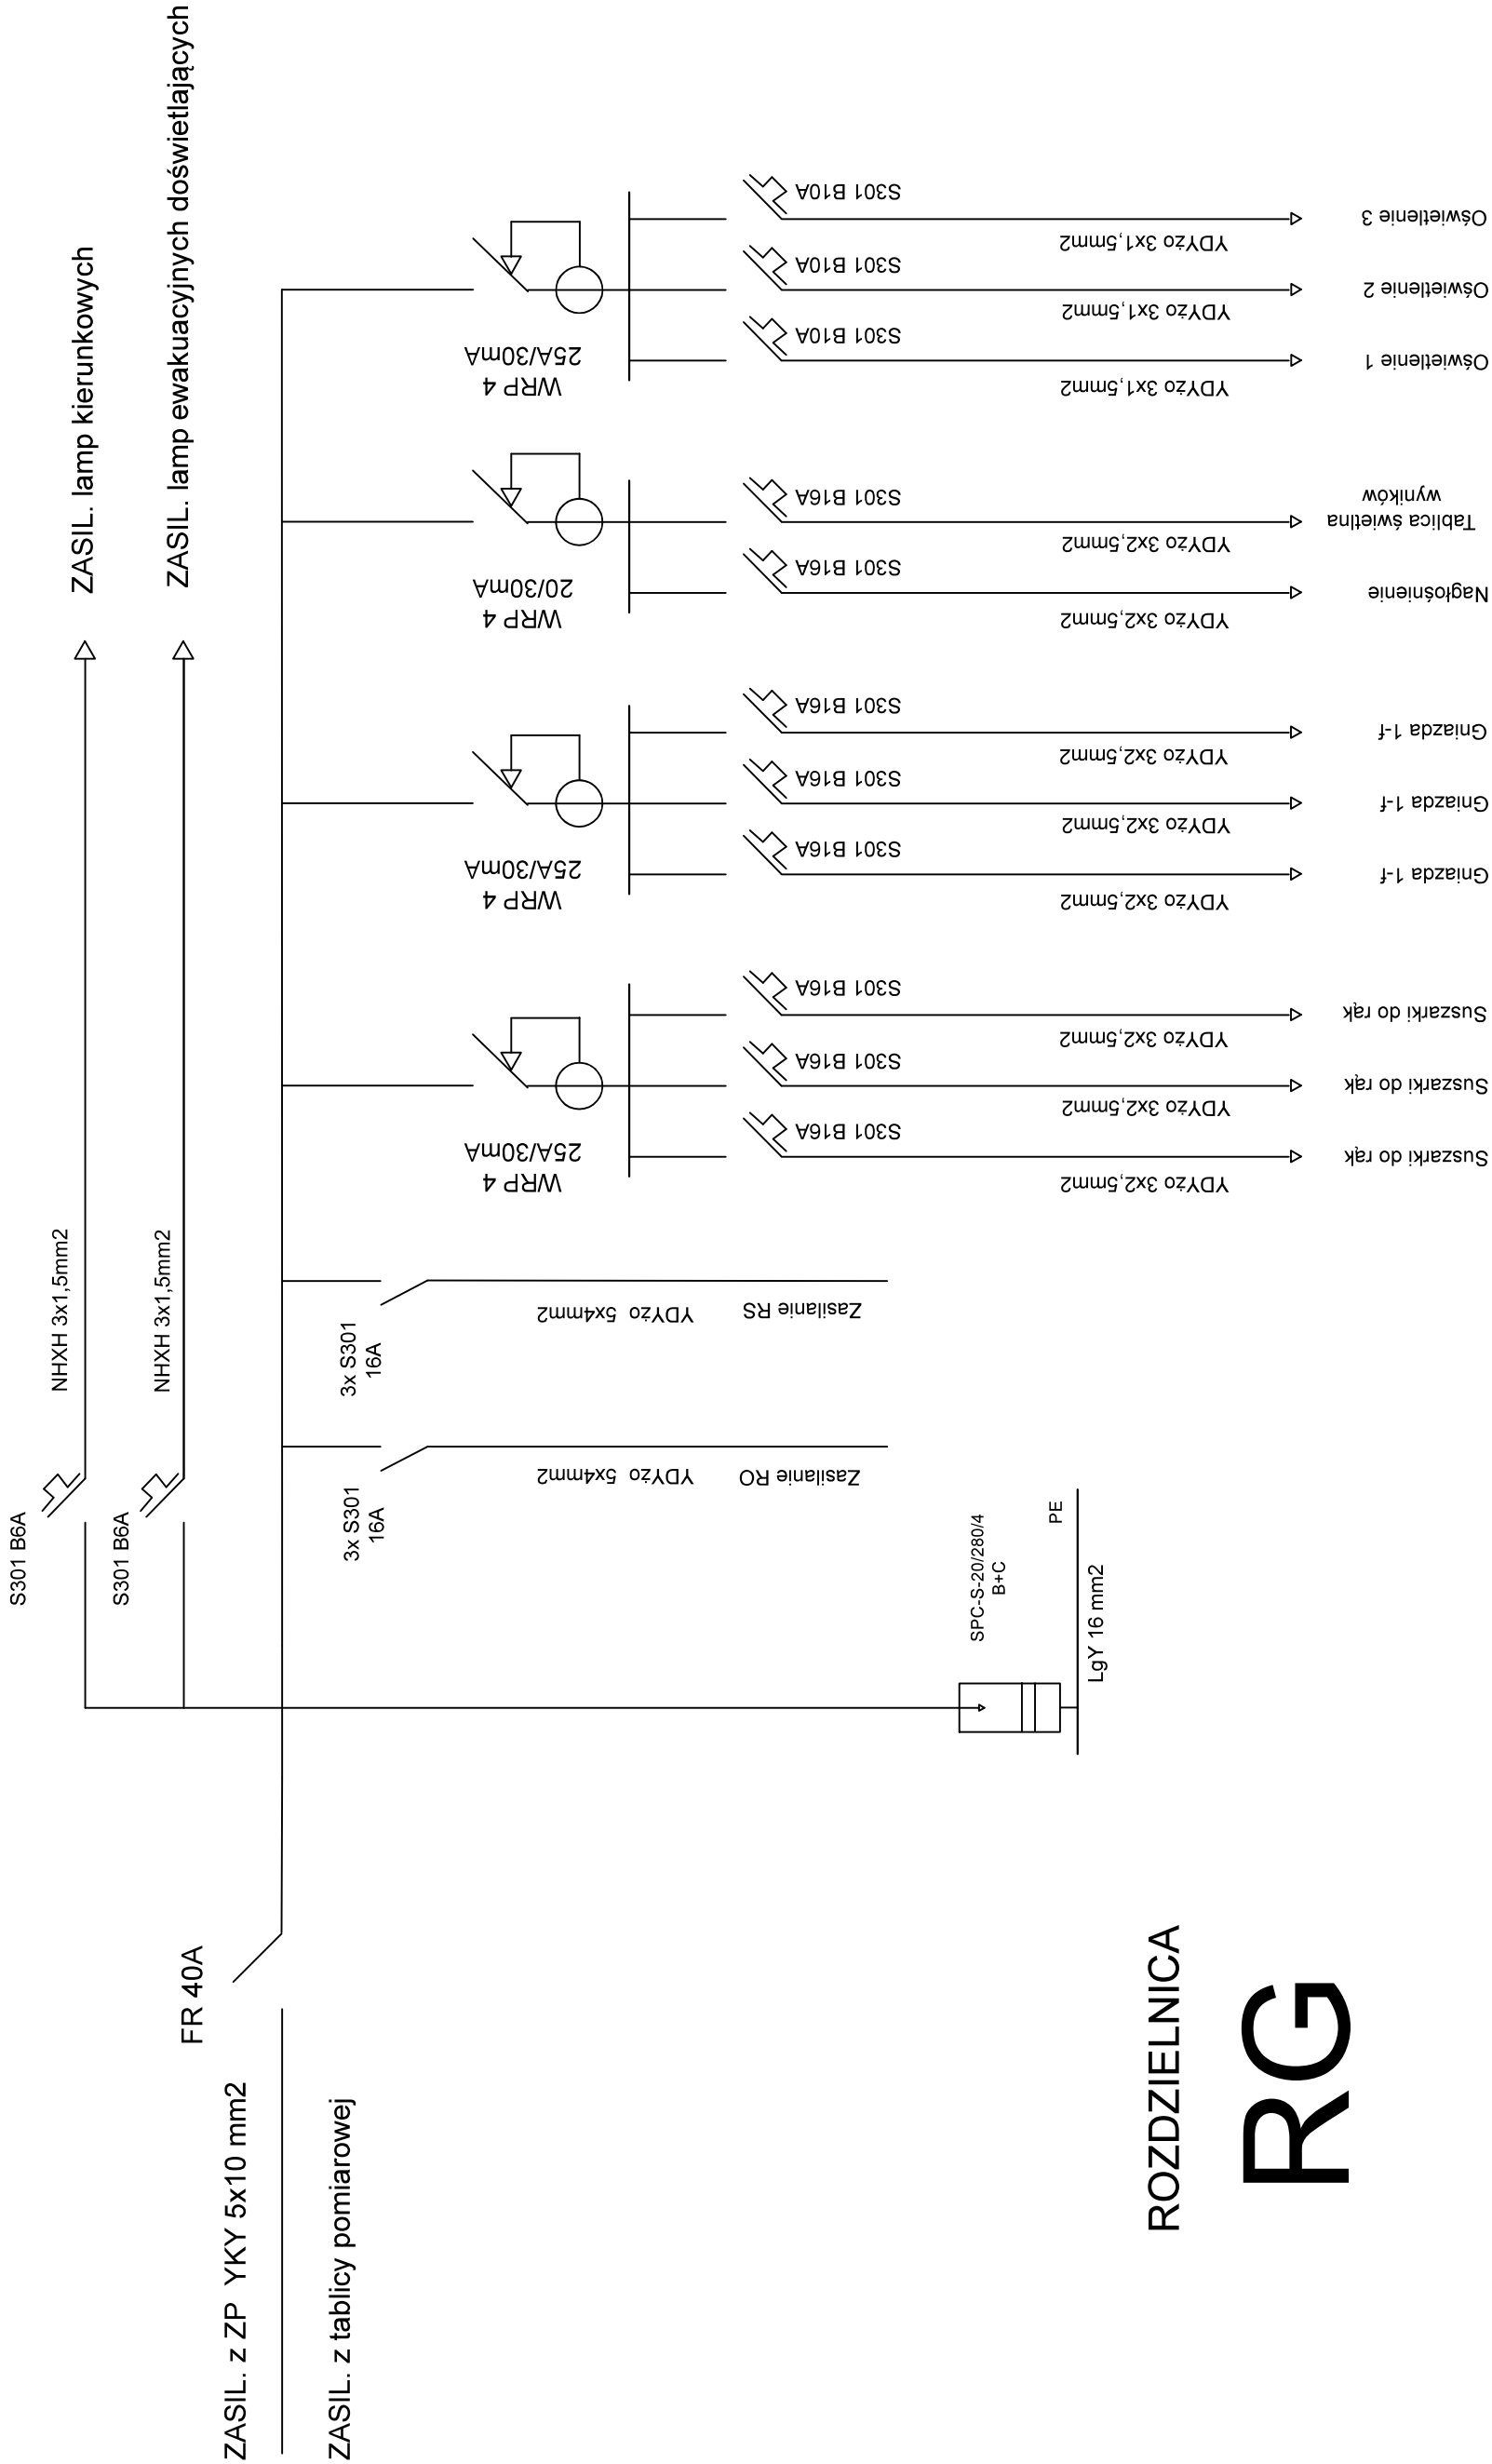 ZASIL. z ZP  YKY 5x10 mm2
ZASIL. z tablicy pomiarowej
FR 40A
S301 B6A
NHXH 3x1,5mm2
ZASIL. lamp kierunkowych
S301 B6A
NHXH 3x1,5mm2
ZASIL. lamp ewakuacyjnych doświetlających
SPC-S-20/280/4
B+C
PE
LgY 16 mm2
3x S301
16A
YDYżo  5x4mm2
Zasilanie RO
3x S301
16A
YDYżo  5x4mm2
Zasilanie RS
WRP 4
25A/30mA
S301 B16A
YDYżo 3x2,5mm2
Suszarki do rąk
S301 B16A
YDYżo 3x2,5mm2
Suszarki do rąk
S301 B16A
YDYżo 3x2,5mm2
Suszarki do rąk
WRP 4
25A/30mA
S301 B16A
YDYżo 3x2,5mm2
Gniazda 1-f
S301 B16A
YDYżo 3x2,5mm2
Gniazda 1-f
S301 B16A
YDYżo 3x2,5mm2
Gniazda 1-f
WRP 4
20/30mA
S301 B16A
YDYżo 3x2,5mm2
Nagłośnienie
S301 B16A
YDYżo 3x2,5mm2
Tablica świetlna
wyników
WRP 4
25A/30mA
S301 B10A
YDYżo 3x1,5mm2
Oświetlenie 1
S301 B10A
YDYżo 3x1,5mm2
Oświetlenie 2
S301 B10A
YDYżo 3x1,5mm2
Oświetlenie 3
ROZDZIELNICA
RG